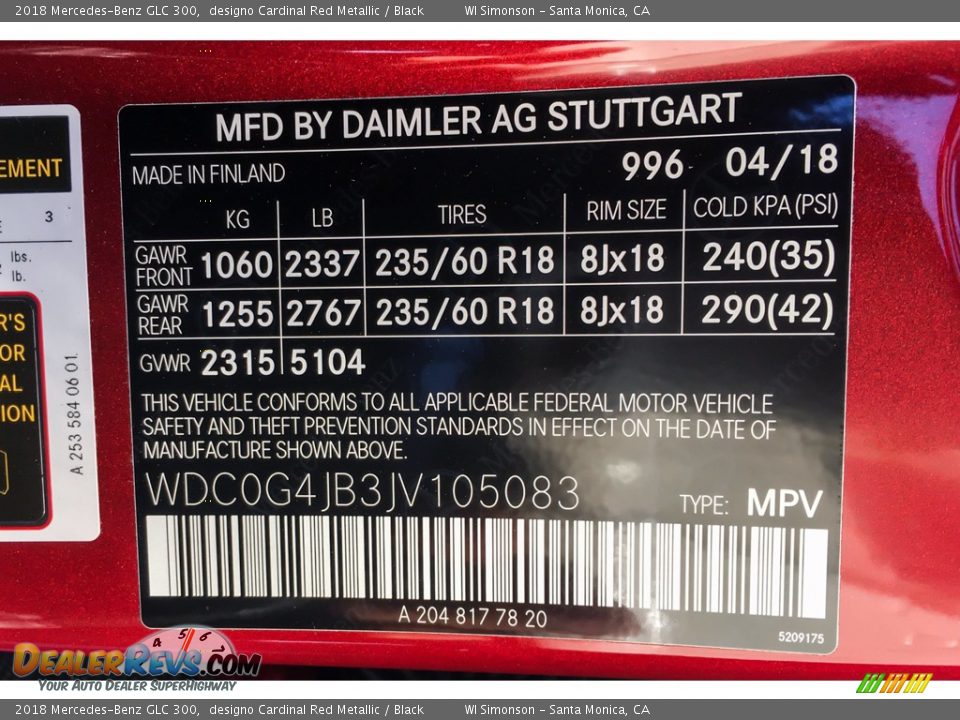 2018 Mercedes-Benz GLC 300,  designo Cardinal Red Metallic / Black    WI Simonson - Santa Monica, CA
EMENT
3
lbs.
lb.
R'S
OR
AL
ION
A 253 584 06 01
MFD BY DAIMLER AG STUTTGART
MADE IN FINLAND 996 04/18
KG LB TIRES RIM SIZE COLD KPA (PSI)
GAWR FRONT 1060 2337 235/60 R18 8Jx18 240(35)
GAWR REAR 1255 2767 235/60 R18 8Jx18 290(42)
GVWR 2315 5104
THIS VEHICLE CONFORMS TO ALL APPLICABLE FEDERAL MOTOR VEHICLE
SAFETY AND THEFT PREVENTION STANDARDS IN EFFECT ON THE DATE OF
MANUFACTURE SHOWN ABOVE.
WDC0G4JB3JV105083 TYPE: MPV
A 204 817 78 20
5209175
4 5 6
DEALERREVS.COM
YOUR AUTO DEALER SUPERHIGHWAY
2018 Mercedes-Benz GLC 300,  designo Cardinal Red Metallic / Black    WI Simonson - Santa Monica, CA